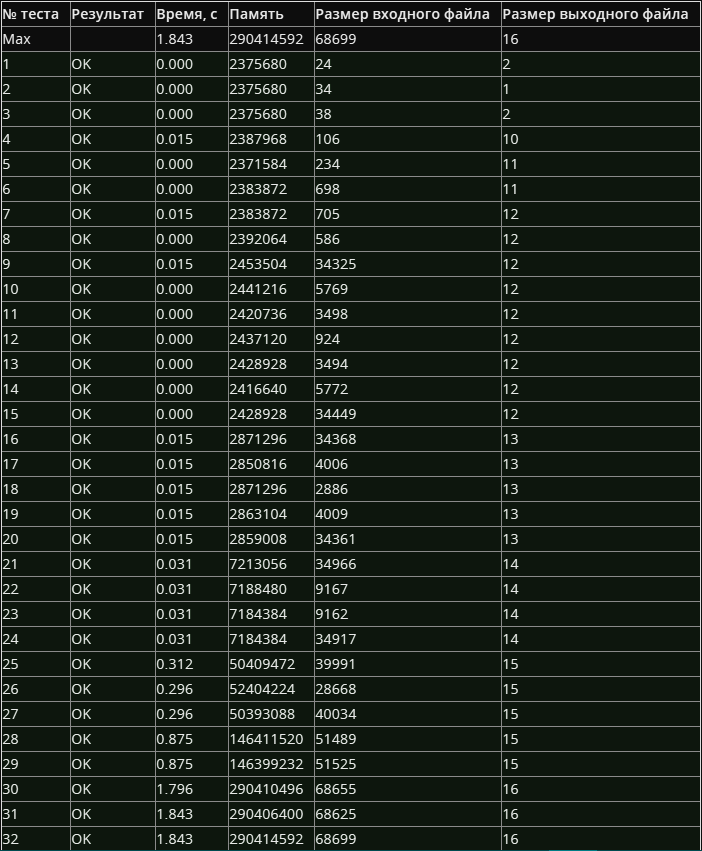 № теста Результат Время, с Память Размер входного файла Размер выходного файла
Max 1.843 290414592 68699 16
1 OK 0.000 2375680 24 2
2 OK 0.000 2375680 34 1
3 OK 0.000 2375680 38 2
4 OK 0.015 2387968 106 10
5 OK 0.000 2371584 234 11
6 OK 0.000 2383872 698 11
7 OK 0.015 2383872 705 12
8 OK 0.000 2392064 586 12
9 OK 0.015 2453504 34325 12
10 OK 0.000 2441216 5769 12
11 OK 0.000 2420736 3498 12
12 OK 0.000 2437120 924 12
13 OK 0.000 2428928 3494 12
14 OK 0.000 2416640 5772 12
15 OK 0.000 2428928 34449 12
16 OK 0.015 2871296 34368 13
17 OK 0.015 2850816 4006 13
18 OK 0.015 2871296 2886 13
19 OK 0.015 2863104 4009 13
20 OK 0.015 2859008 34361 13
21 OK 0.031 7213056 34966 14
22 OK 0.031 7188480 9167 14
23 OK 0.031 7184384 9162 14
24 OK 0.031 7184384 34917 14
25 OK 0.312 50409472 39991 15
26 OK 0.296 52404224 28668 15
27 OK 0.296 50393088 40034 15
28 OK 0.875 146411520 51489 15
29 OK 0.875 146399232 51525 15
30 OK 1.796 290410496 68655 16
31 OK 1.843 290406400 68625 16
32 OK 1.843 290414592 68699 16